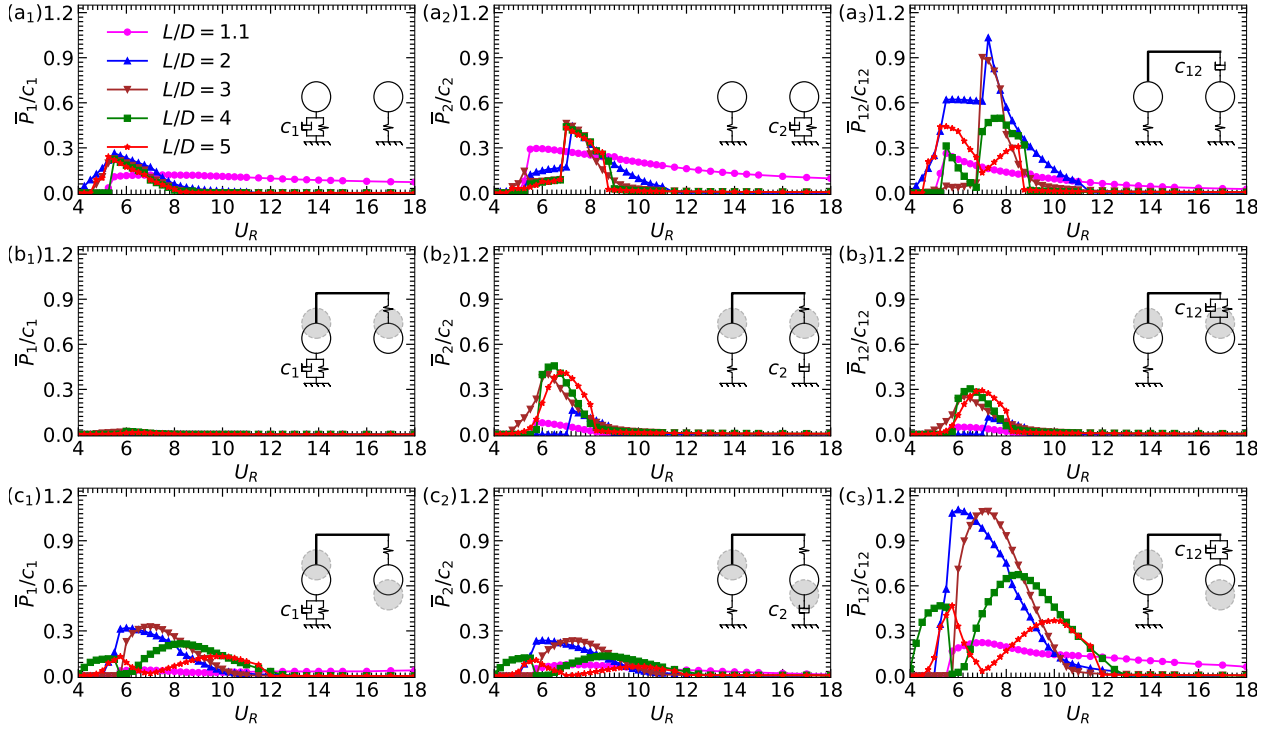 (a₁) 1.2 0.9 0.6 0.3 0.0
P̅₁/c₁
L/D = 1.1
L/D = 2
L/D = 3
L/D = 4
L/D = 5
c₁
4 6 8 10 12 14 16 18
U_R
(a₂) 1.2 0.9 0.6 0.3 0.0
P̅₂/c₂
c₂
4 6 8 10 12 14 16 18
U_R
(a₃) 1.2 0.9 0.6 0.3 0.0
P̅₁₂/c₁₂
c₁₂
4 6 8 10 12 14 16 18
U_R
(b₁) 1.2 0.9 0.6 0.3 0.0
P̅₁/c₁
c₁
4 6 8 10 12 14 16 18
U_R
(b₂) 1.2 0.9 0.6 0.3 0.0
P̅₂/c₂
c₂
4 6 8 10 12 14 16 18
U_R
(b₃) 1.2 0.9 0.6 0.3 0.0
P̅₁₂/c₁₂
c₁₂
4 6 8 10 12 14 16 18
U_R
(c₁) 1.2 0.9 0.6 0.3 0.0
P̅₁/c₁
c₁
4 6 8 10 12 14 16 18
U_R
(c₂) 1.2 0.9 0.6 0.3 0.0
P̅₂/c₂
c₂
4 6 8 10 12 14 16 18
U_R
(c₃) 1.2 0.9 0.6 0.3 0.0
P̅₁₂/c₁₂
c₁₂
4 6 8 10 12 14 16 18
U_R